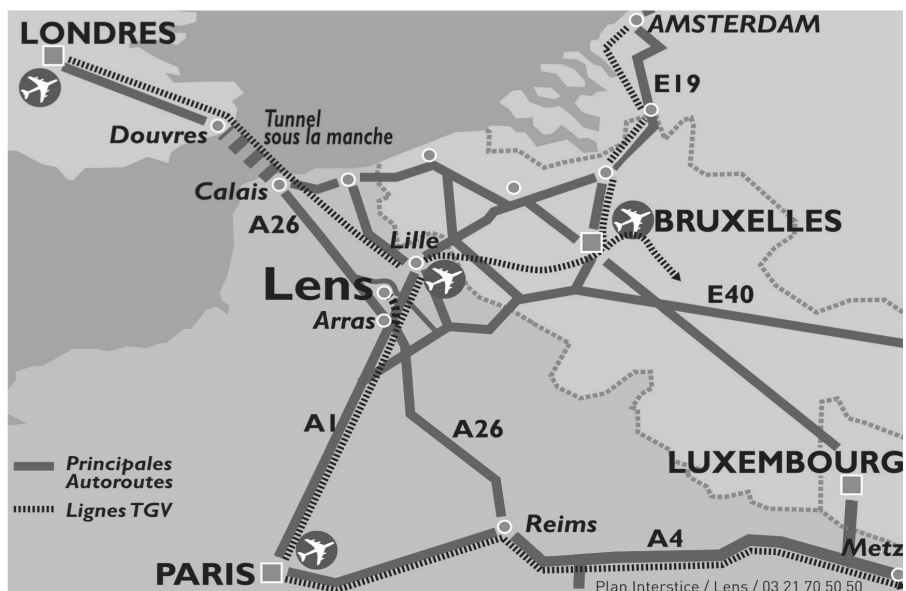 AMSTERDAM
LONDRES
E19
Tunnel
sous la manche
Douvres
Calais
A26
BRUXELLES
Lille
Lens
E40
Arras
A1
A26
LUXEMBOURG
Principales
Autoroutes
Lignes TGV
Reims
A4
Metz
PARIS
Plan Interstice / Lens / 03 21 70 50 50